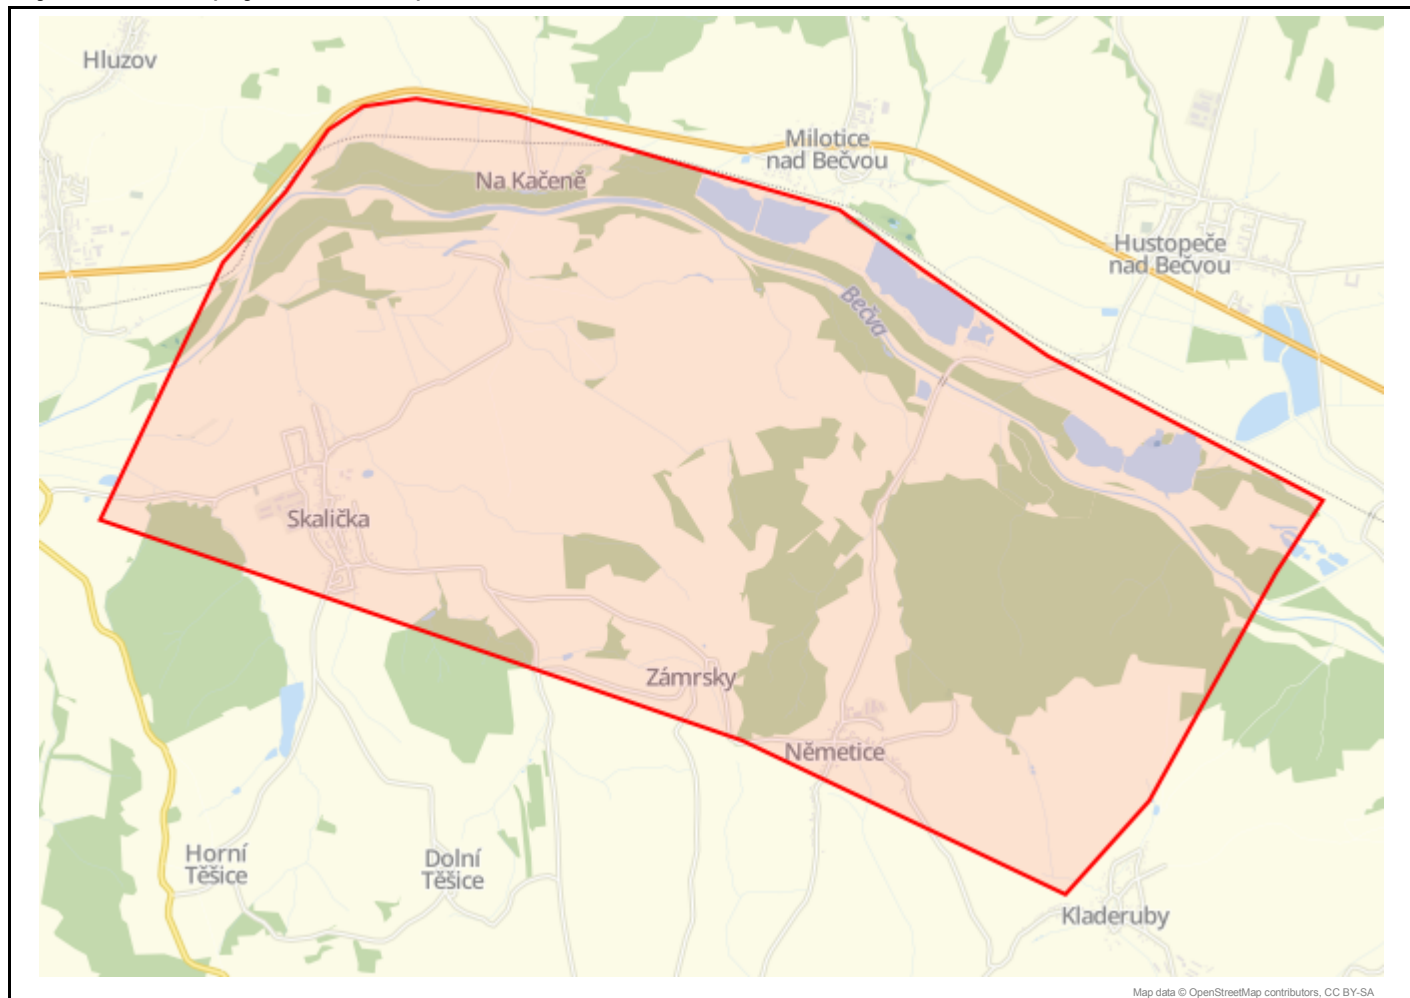 Hluzov
Milotice
nad Bečvou
Na Kačeně
Hustopeče
nad Bečvou
Bečva
Skalička
Zámrsky
Němetice
Horní
Těšice
Dolní
Těšice
Kladeruby
Map data © OpenStreetMap contributors, CC BY-SA